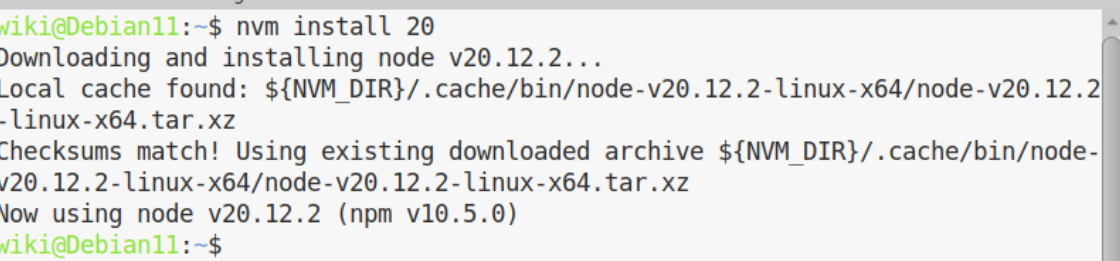 wiki@Debian11:~$ nvm install 20
Downloading and installing node v20.12.2...
Local cache found: ${NVM_DIR}/.cache/bin/node-v20.12.2-linux-x64/node-v20.12.2
-linux-x64.tar.xz
Checksums match! Using existing downloaded archive ${NVM_DIR}/.cache/bin/node-
v20.12.2-linux-x64/node-v20.12.2-linux-x64.tar.xz
Now using node v20.12.2 (npm v10.5.0)
wiki@Debian11:~$